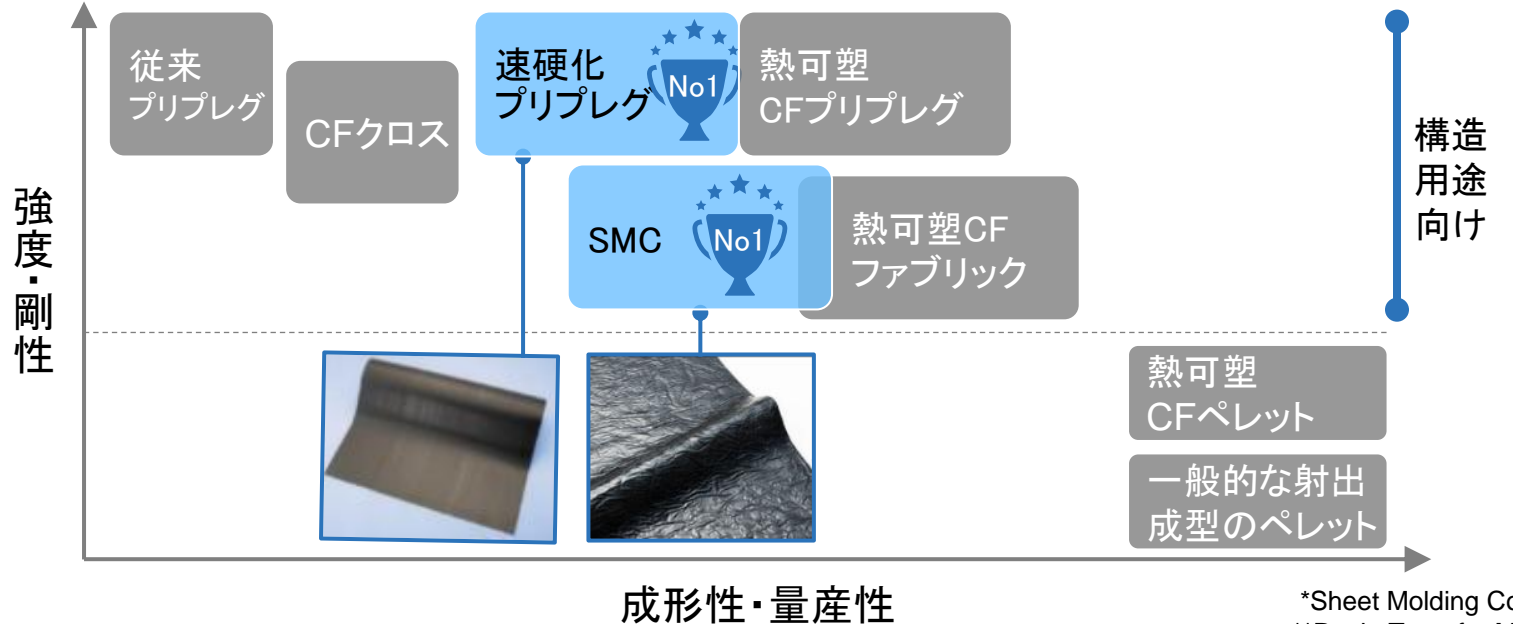 従来
プリプレグ
CFクロス
速硬化
プリプレグ
No1
熱可塑
CFプリプレグ
SMC
No1
熱可塑CF
ファブリック
構造
用途
向け
強度・剛性
熱可塑
CFペレット
一般的な射出
成型のペレット
成形性・量産性
*Sheet Molding